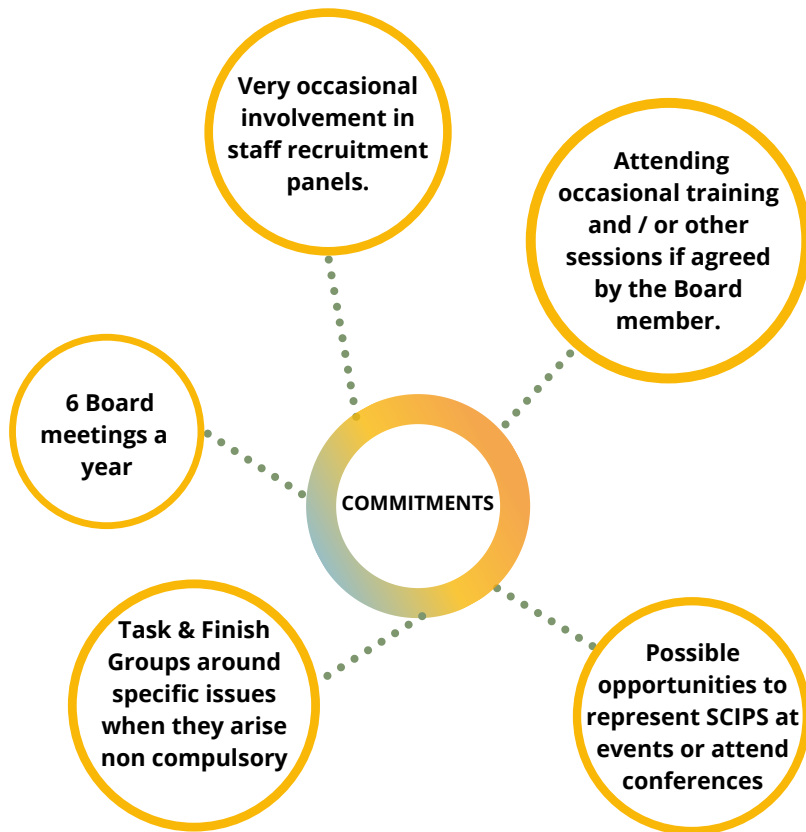 Very occasional
involvement in
staff recruitment
panels.
Attending
occasional training
and / or other
sessions if agreed
by the Board
member.
6 Board
meetings a
year
COMMITMENTS
Task & Finish
Groups around
specific issues
when they arise
non compulsory
Possible
opportunities to
represent SCIPS at
events or attend
conferences